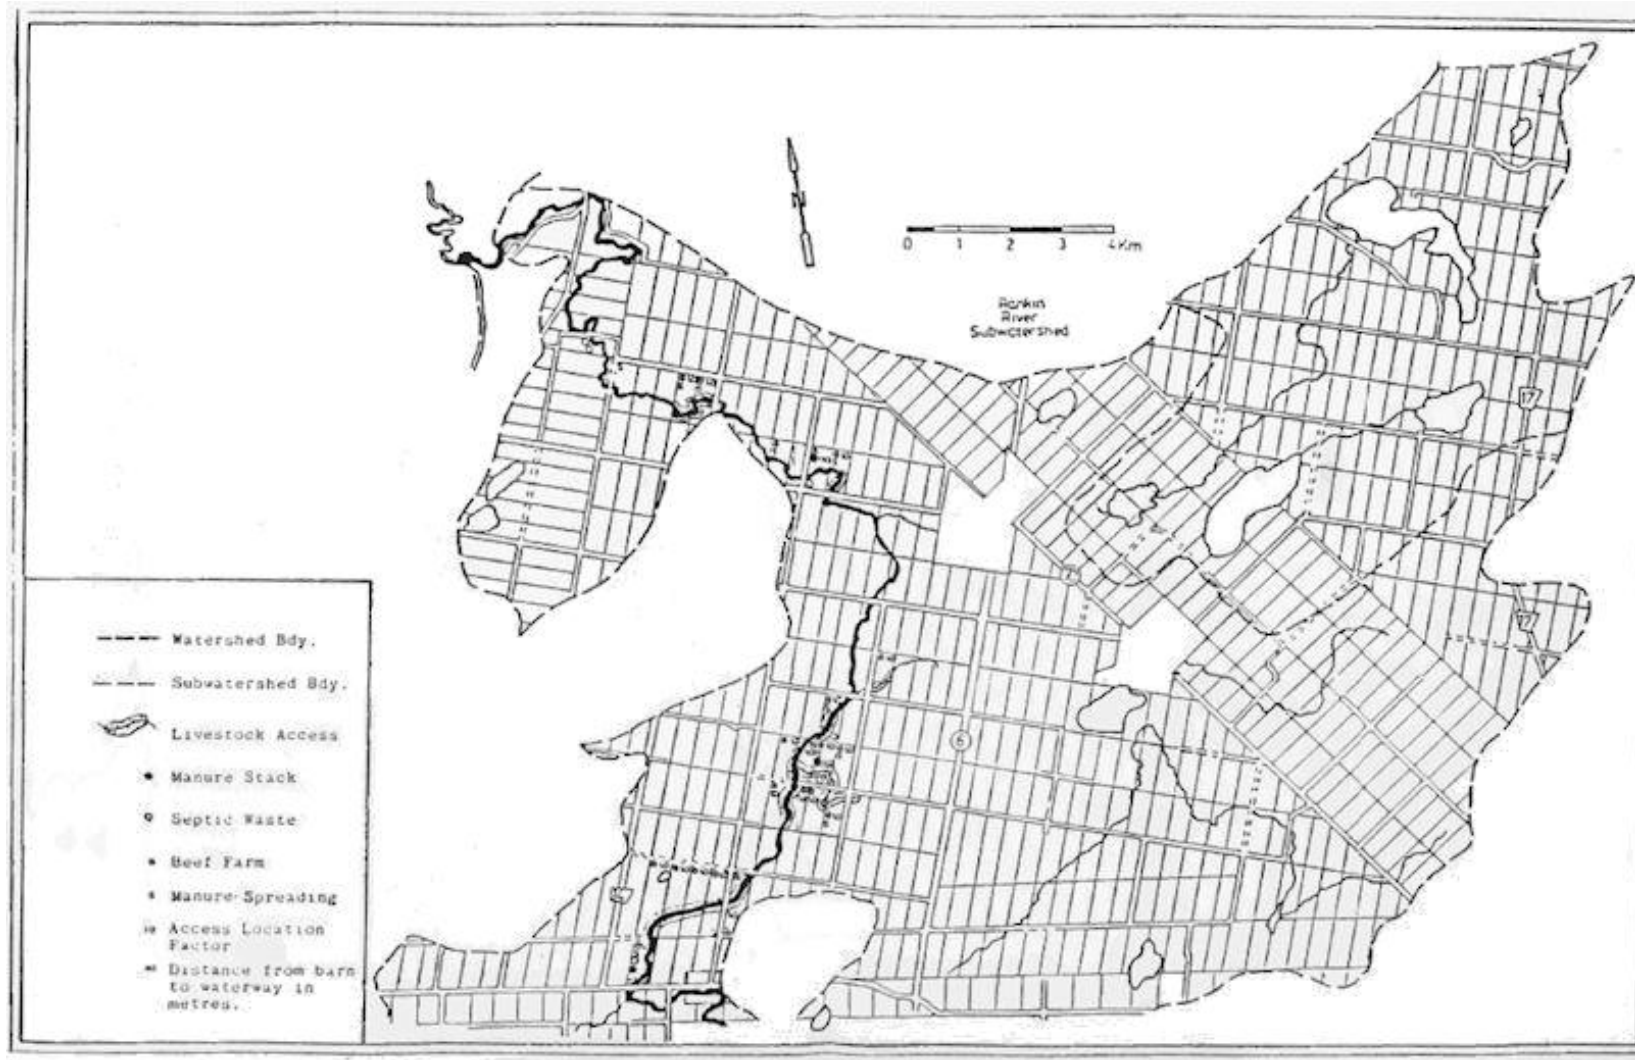 N
0 1 2 3 4 Km
Rankin
River
Subwatershed
17
17
6
Watershed Bdy.
Subwatershed Bdy.
Livestock Access
Manure Stack
Septic Waste
Beef Farm
Manure-Spreading
Access Location
Factor
Distance from barn
to waterway in
metres.